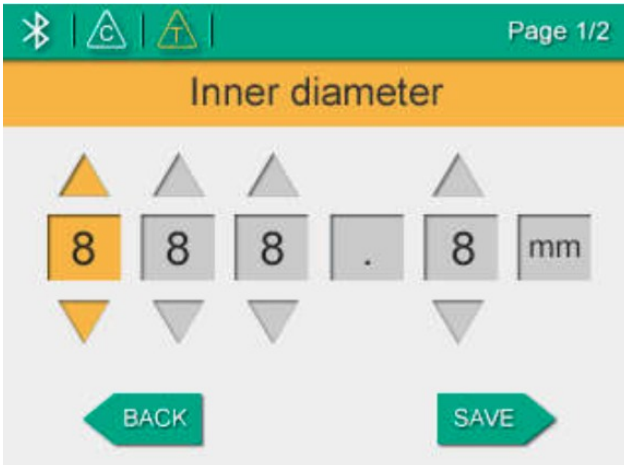 C T Page 1/2
Inner diameter
8 8 8 . 8 mm
BACK SAVE